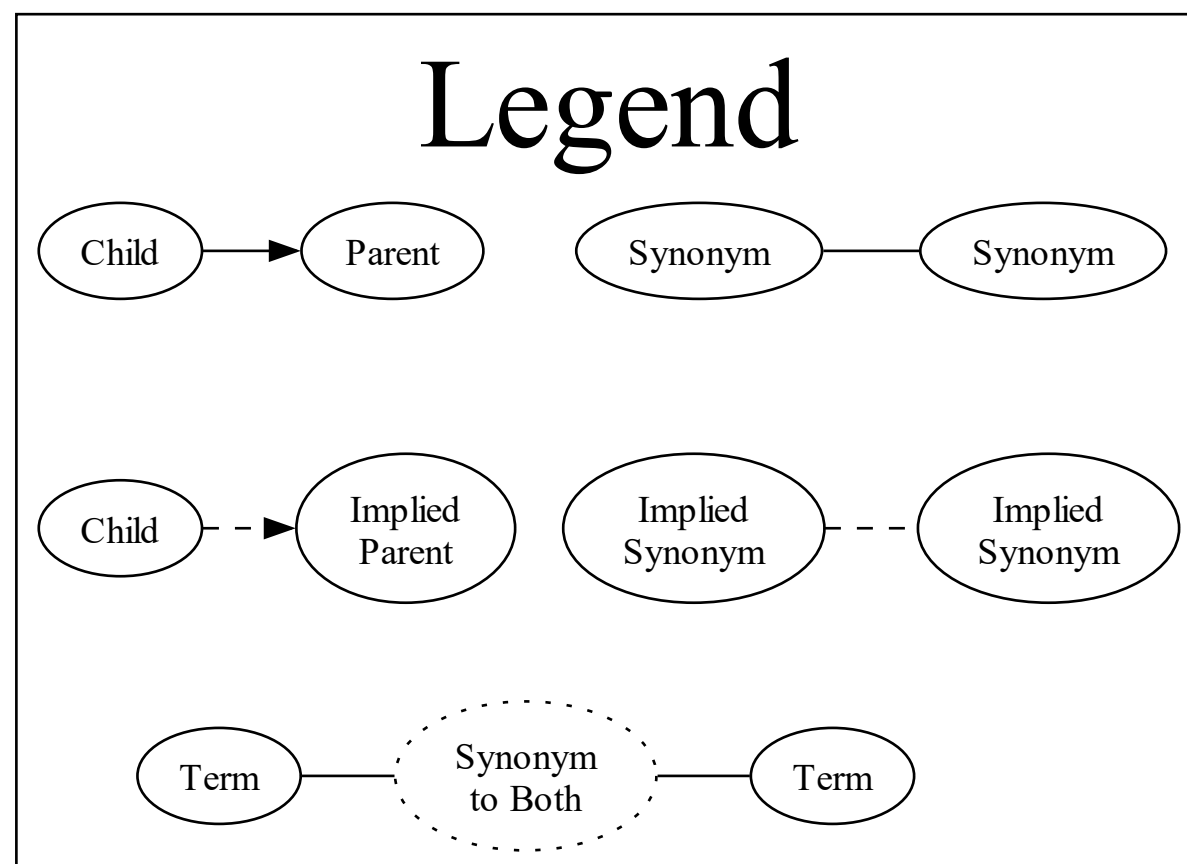 Legend
Child
Parent
Synonym
Synonym
Child
Implied
Parent
Implied
Synonym
Implied
Synonym
Term
Synonym
to Both
Term